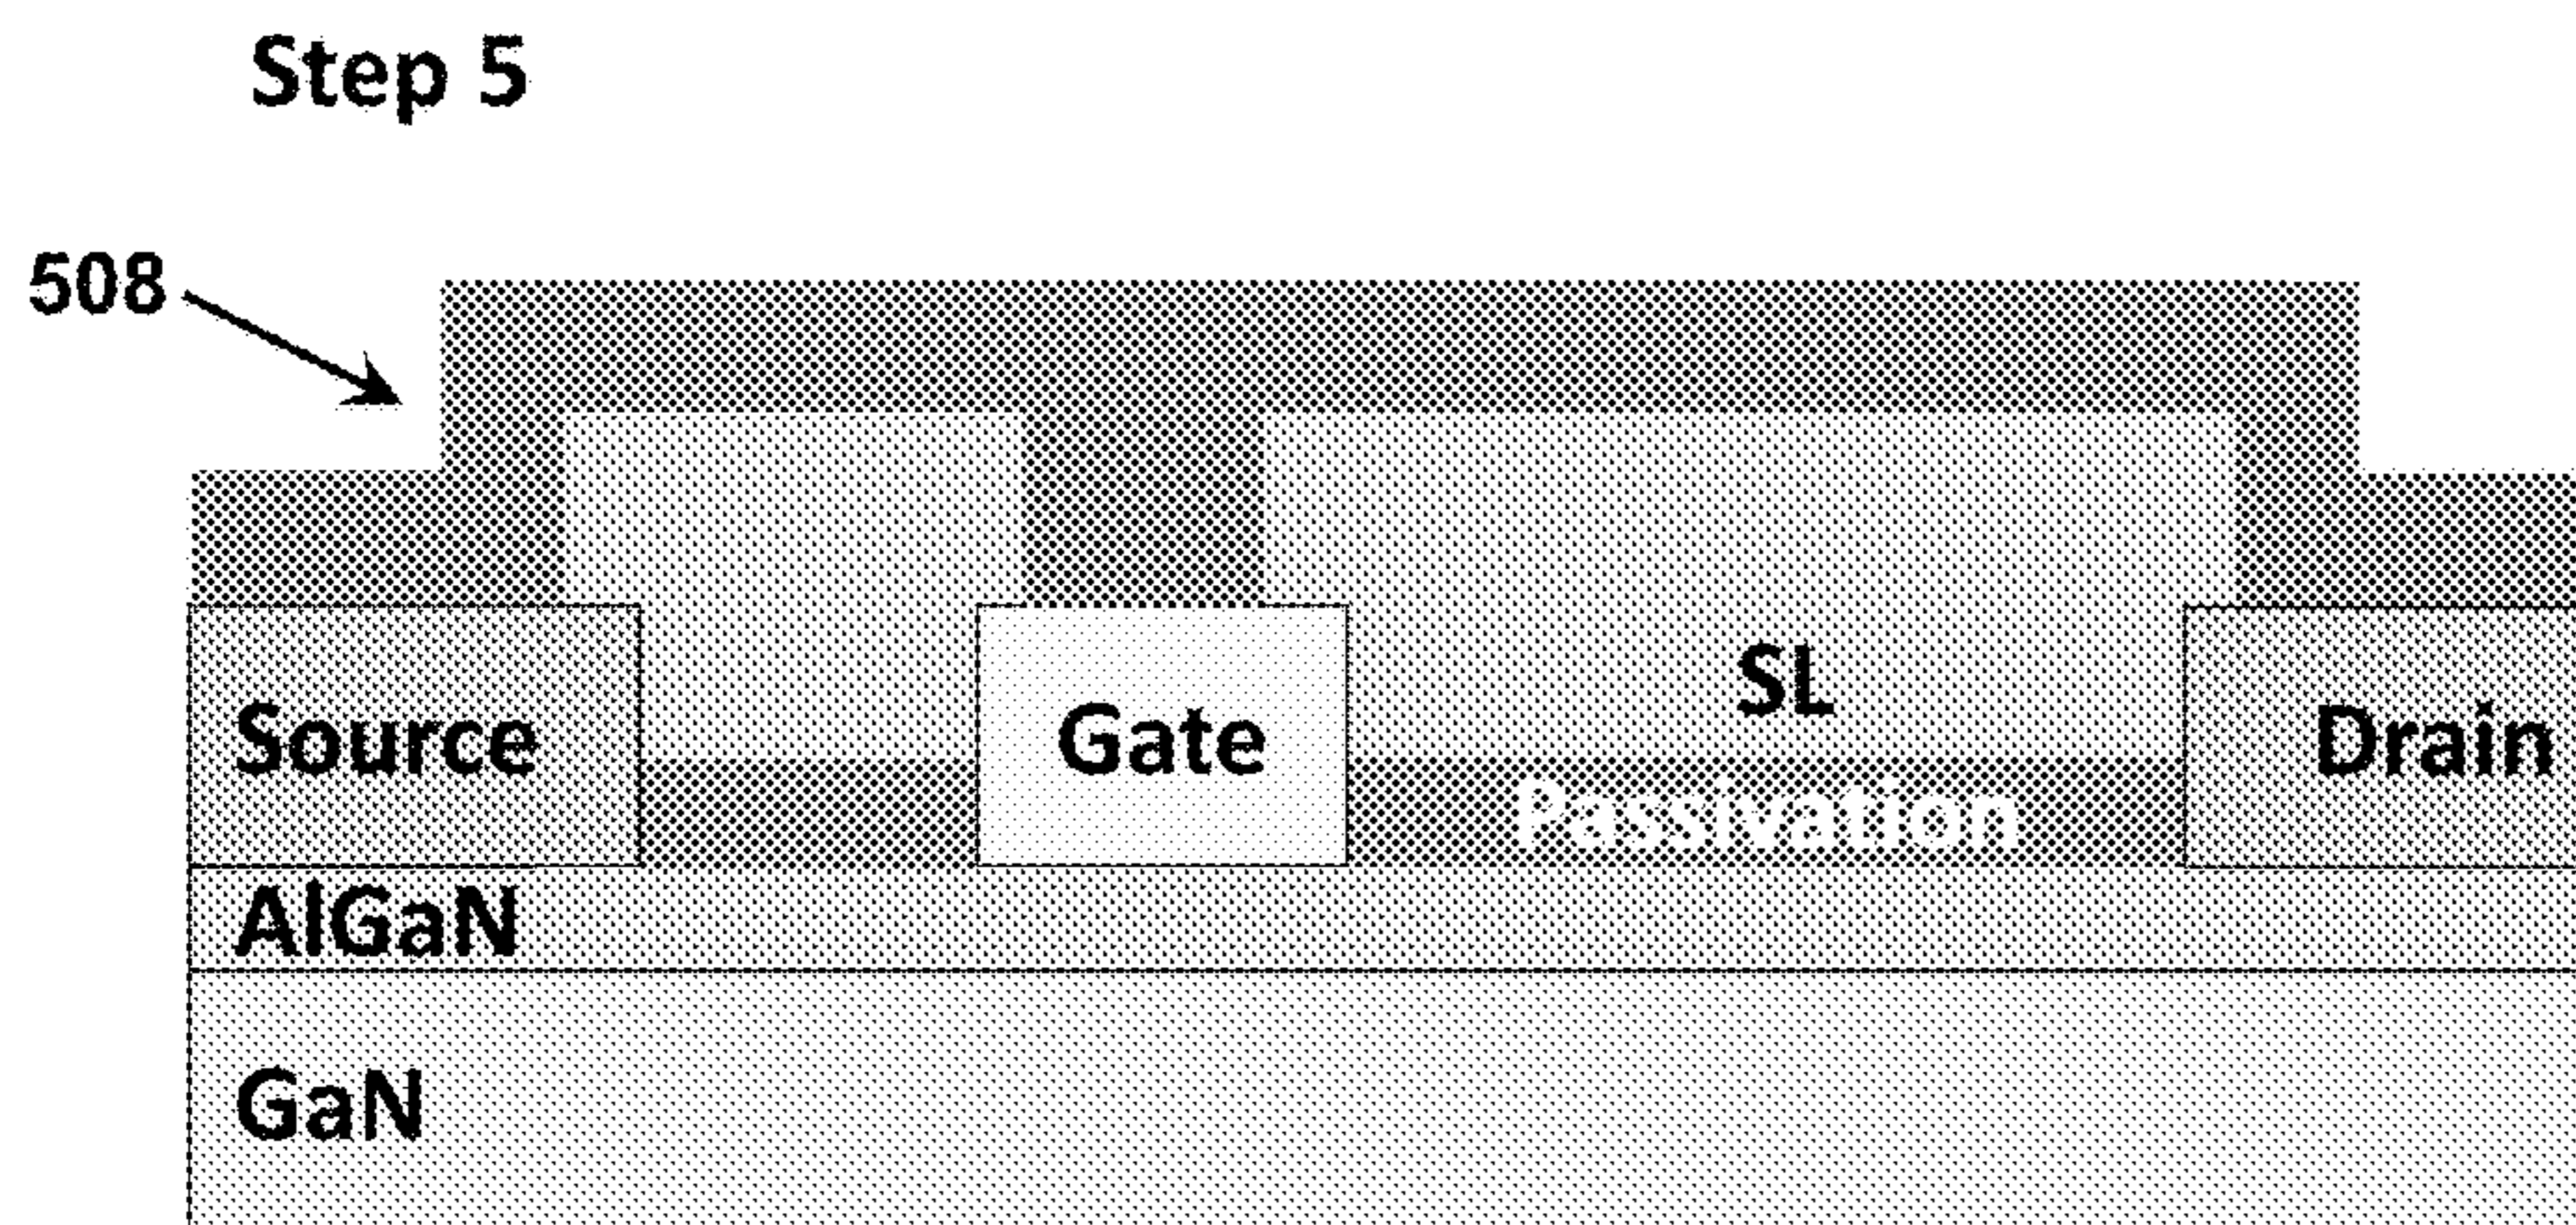 Step 5
508
SL
Source
Gate
Drain
Passivation
AlGaN
GaN